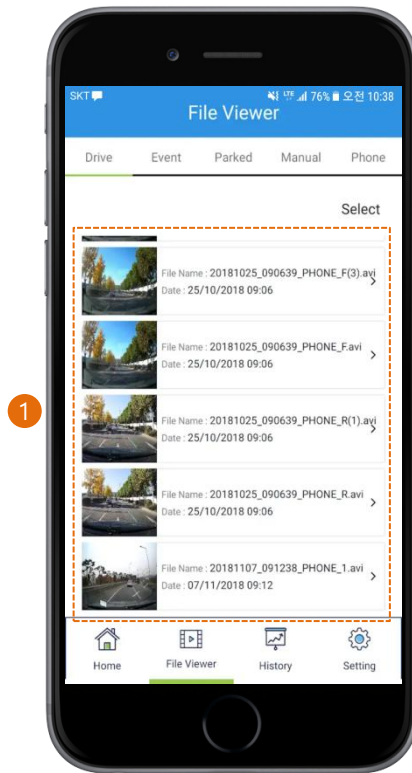 SKT LTE 76% 오전 10:38
File Viewer
Drive Event Parked Manual Phone
Select
File Name : 20181025_090639_PHONE_F(3).avi
Date : 25/10/2018 09:06
File Name : 20181025_090639_PHONE_F.avi
Date : 25/10/2018 09:06
1
File Name : 20181025_090639_PHONE_R(1).avi
Date : 25/10/2018 09:06
File Name : 20181025_090639_PHONE_R.avi
Date : 25/10/2018 09:06
File Name : 20181107_091238_PHONE_1.avi
Date : 07/11/2018 09:12
Home File Viewer History Setting